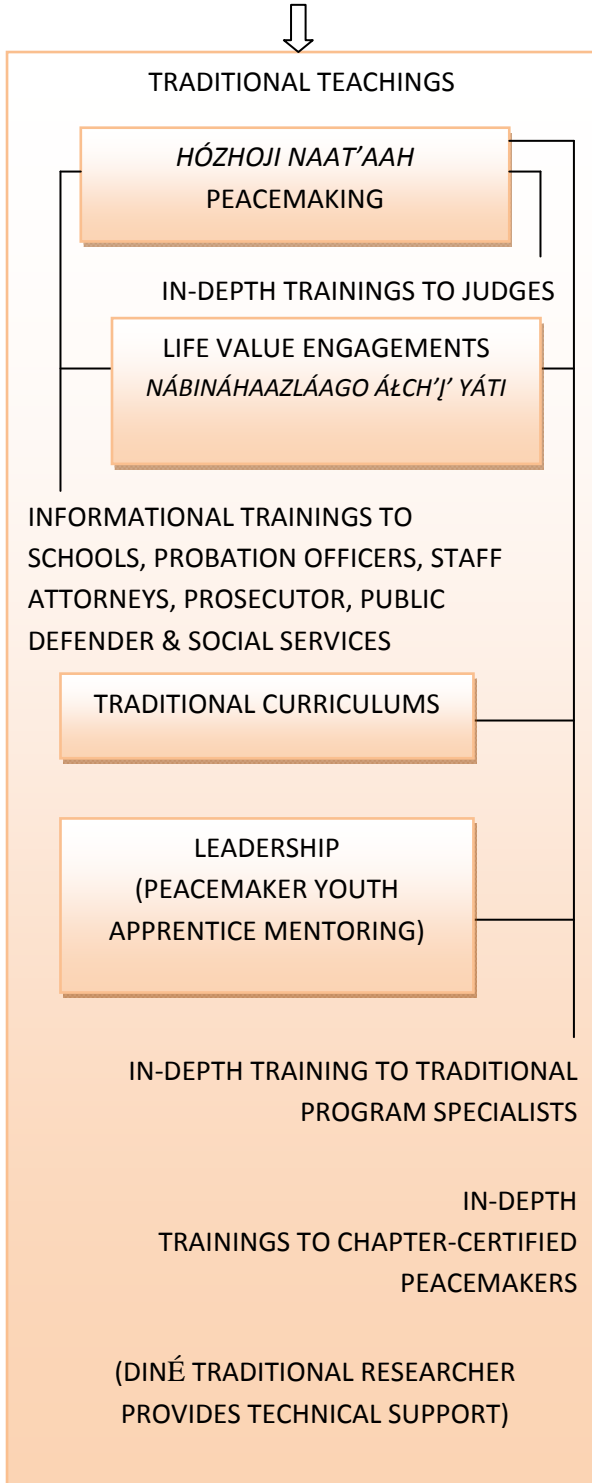 TRADITIONAL TEACHINGS
HÓZHOJI NAAT’AAH
PEACEMAKING
IN-DEPTH TRAININGS TO JUDGES
LIFE VALUE ENGAGEMENTS
NÁBINÁHAAZLÁAGO ÁŁCH’Į’ YÁTI
INFORMATIONAL TRAININGS TO
SCHOOLS, PROBATION OFFICERS, STAFF
ATTORNEYS, PROSECUTOR, PUBLIC
DEFENDER & SOCIAL SERVICES
TRADITIONAL CURRICULUMS
LEADERSHIP
(PEACEMAKER YOUTH
APPRENTICE MENTORING)
IN-DEPTH TRAINING TO TRADITIONAL
PROGRAM SPECIALISTS
IN-DEPTH
TRAININGS TO CHAPTER-CERTIFIED
PEACEMAKERS
(DINÉ TRADITIONAL RESEARCHER
PROVIDES TECHNICAL SUPPORT)